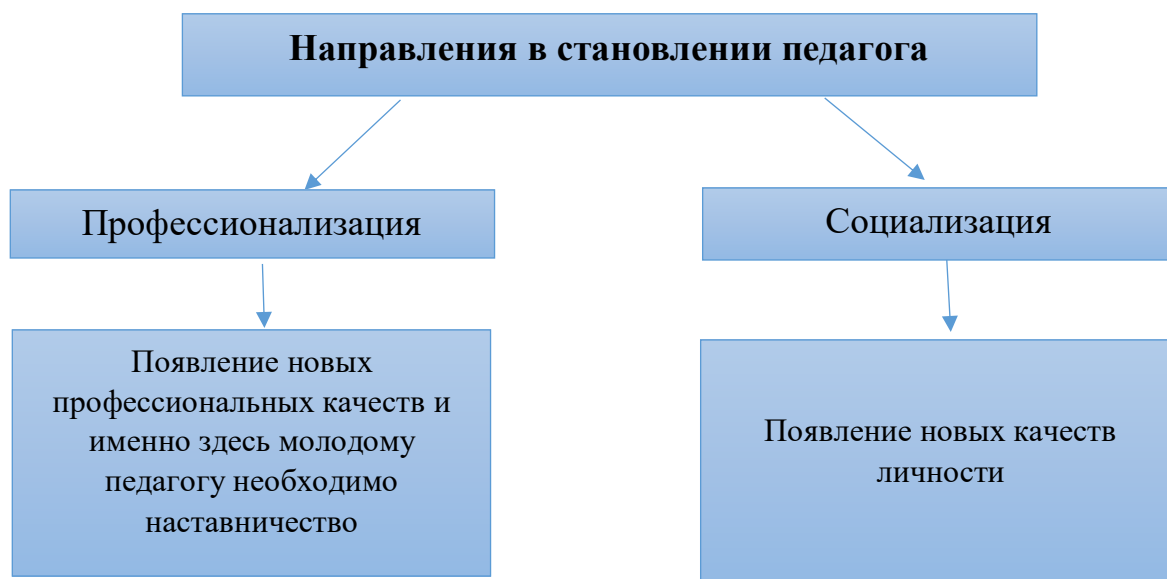 Направления в становлении педагога
Профессионализация
Социализация
Появление новых
профессиональных качеств и
именно здесь молодому
педагогу необходимо
наставничество
Появление новых качеств
личности